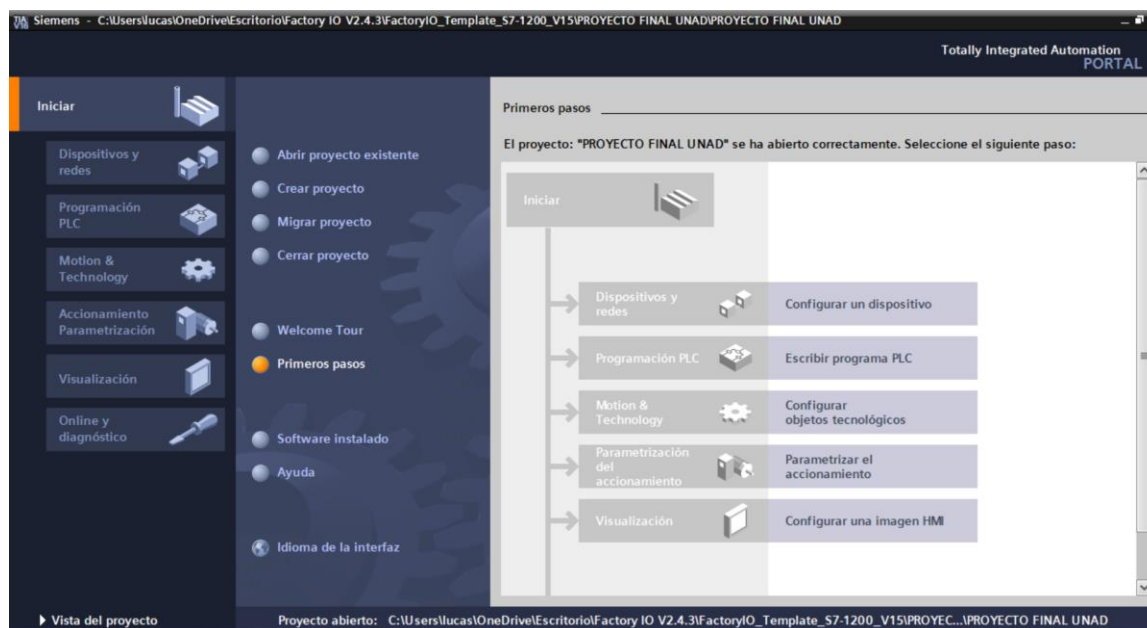 Siemens - C:\Users\lucas\OneDrive\Escritorio\Factory IO V2.4.3\FactoryIO_Template_S7-1200_V15\PROYECTO FINAL UNAD\PROYECTO FINAL UNAD
Totally Integrated Automation
PORTAL
Iniciar
Dispositivos y
redes
Programación
PLC
Motion &
Technology
Accionamiento
Parametrización
Visualización
Online y
diagnóstico
Abrir proyecto existente
Crear proyecto
Migrar proyecto
Cerrar proyecto
Welcome Tour
Primeros pasos
Software instalado
Ayuda
Idioma de la interfaz
Primeros pasos
El proyecto: "PROYECTO FINAL UNAD" se ha abierto correctamente. Seleccione el siguiente paso:
Iniciar
Dispositivos y
redes
Configurar un dispositivo
Programación PLC
Escribir programa PLC
Motion &
Technology
Configurar
objetos tecnológicos
Parametrización
del
accionamiento
Parametrizar el
accionamiento
Visualización
Configurar una imagen HMI
Vista del proyecto
Proyecto abierto: C:\Users\lucas\OneDrive\Escritorio\Factory IO V2.4.3\FactoryIO_Template_S7-1200_V15\PROYEC...\PROYECTO FINAL UNAD